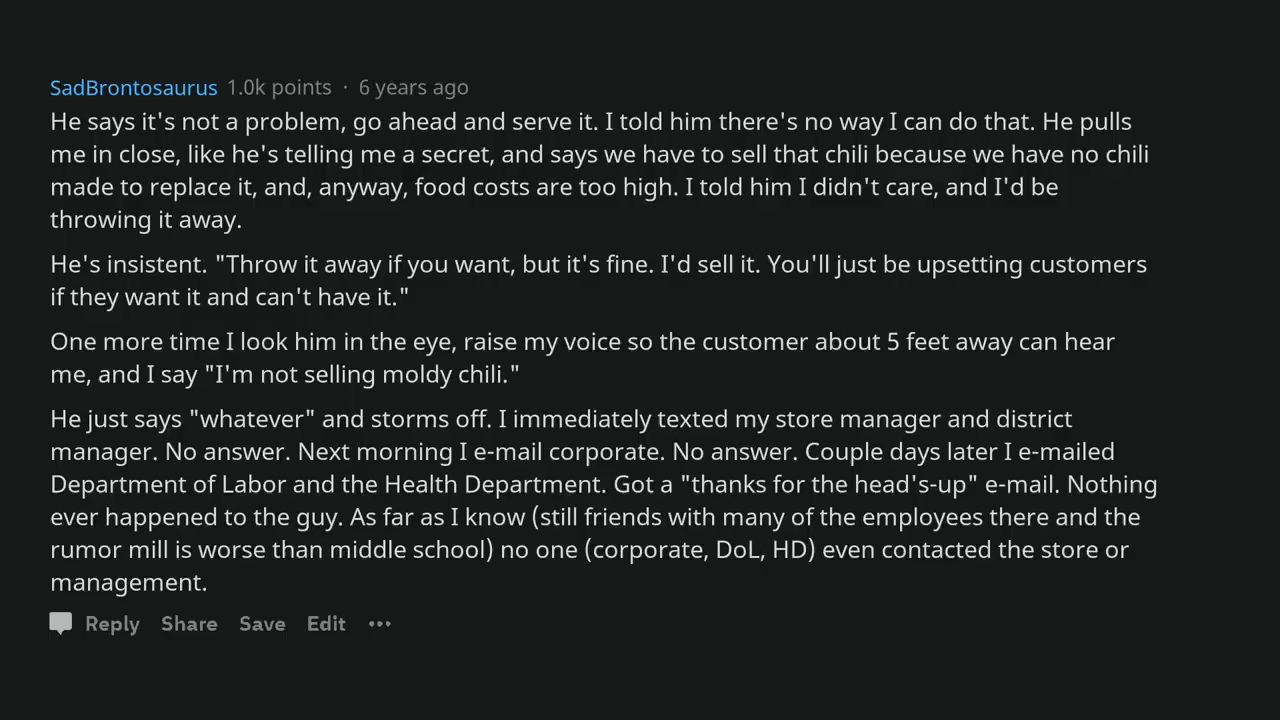 SadBrontosaurus 1.0k points · 6 years ago
He says it's not a problem, go ahead and serve it. I told him there's no way I can do that. He pulls
me in close, like he's telling me a secret, and says we have to sell that chili because we have no chili
made to replace it, and, anyway, food costs are too high. I told him I didn't care, and I'd be
throwing it away.
He's insistent. "Throw it away if you want, but it's fine. I'd sell it. You'll just be upsetting customers
if they want it and can't have it."
One more time I look him in the eye, raise my voice so the customer about 5 feet away can hear
me, and I say "I'm not selling moldy chili."
He just says "whatever" and storms off. I immediately texted my store manager and district
manager. No answer. Next morning I e-mail corporate. No answer. Couple days later I e-mailed
Department of Labor and the Health Department. Got a "thanks for the head's-up" e-mail. Nothing
ever happened to the guy. As far as I know (still friends with many of the employees there and the
rumor mill is worse than middle school) no one (corporate, DoL, HD) even contacted the store or
management.
Reply Share Save Edit •••